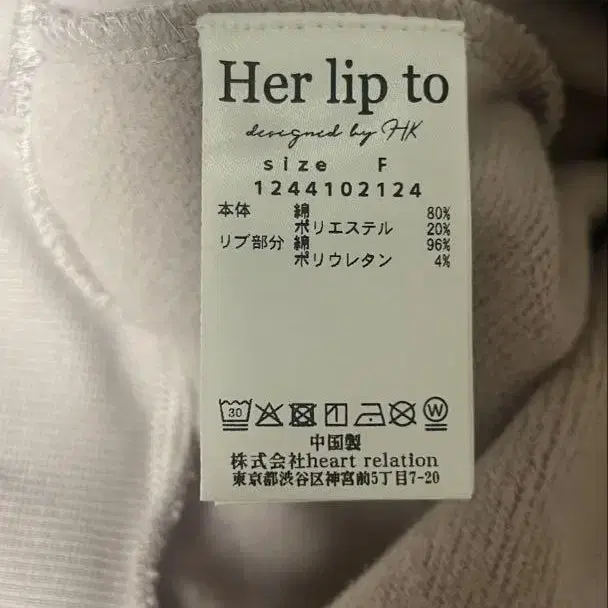 Her lip to
designed by HK
size F
1244102124
本体 綿 80%
ポリエステル 20%
リブ部分 綿 96%
ポリウレタン 4%
30 W
中国製
株式会社heart relation
東京都渋谷区神宮前5丁目7-20